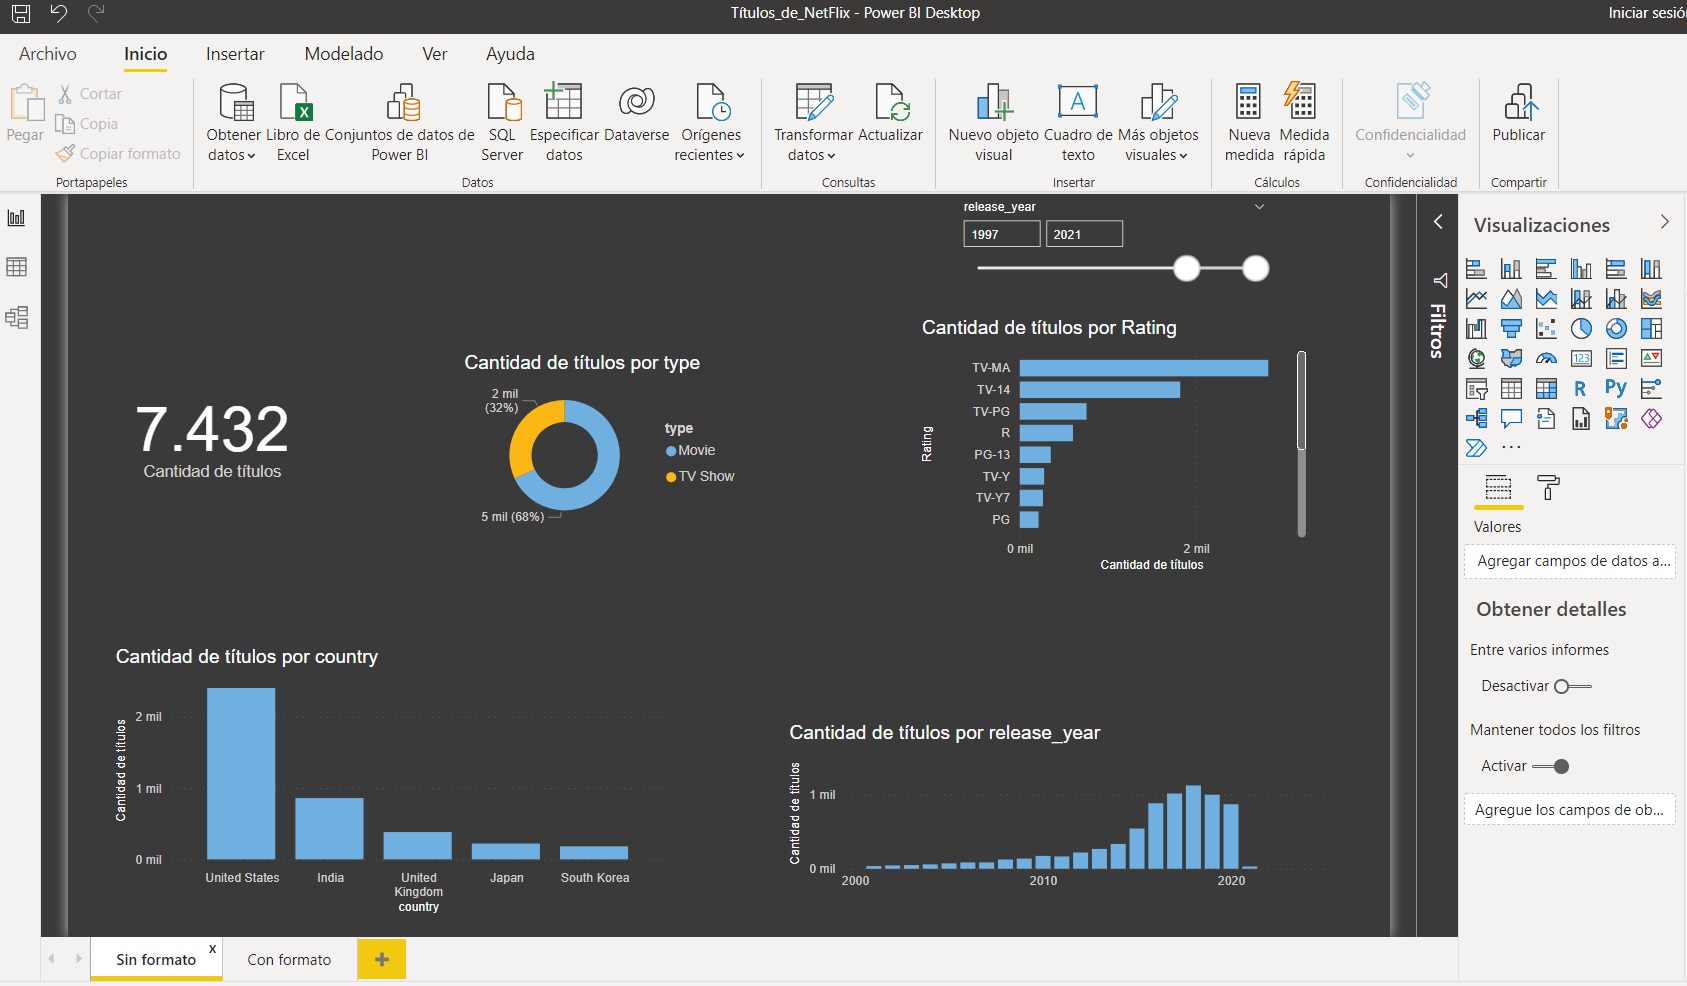 Títulos_de_NetFlix - Power BI Desktop
Iniciar sesión
Archivo Inicio Insertar Modelado Ver Ayuda
Pegar
Cortar
Copia
Copiar formato
Portapapeles
Obtener datos
Libro de Excel
Conjuntos de datos de Power BI
SQL Server
Especificar datos
Dataverse
Orígenes recientes
Datos
Transformar datos
Actualizar
Consultas
Nuevo objeto visual
Cuadro de texto
Más objetos visuales
Insertar
Nueva medida
Medida rápida
Cálculos
Confidencialidad
Confidencialidad
Publicar
Compartir
release_year
1997 2021
7.432
Cantidad de títulos
Cantidad de títulos por type
2 mil
(32%)
5 mil (68%)
type
Movie
TV Show
Cantidad de títulos por Rating
Rating
TV-MA
TV-14
TV-PG
R
PG-13
TV-Y
TV-Y7
PG
0 mil 2 mil
Cantidad de títulos
Cantidad de títulos por country
Cantidad de títulos
2 mil
1 mil
0 mil
United States India United Kingdom Japan South Korea
country
Cantidad de títulos por release_year
Cantidad de títulos
1 mil
0 mil
2000 2010 2020
Filtros
Visualizaciones
123
R Py
Valores
Agregar campos de datos a...
Obtener detalles
Entre varios informes
Desactivar
Mantener todos los filtros
Activar
Agregue los campos de ob...
Sin formato x
Con formato
+